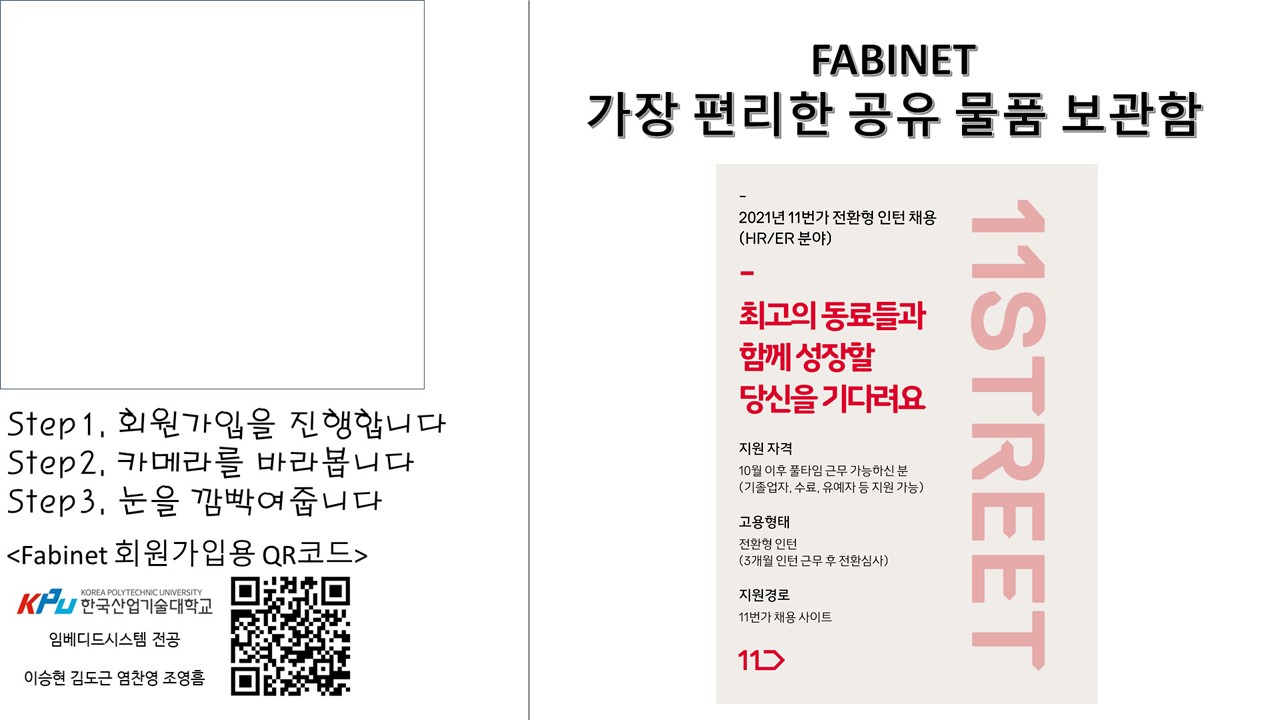 Step1, 회원가입을 진행합니다
Step2, 카메라를 바라봅니다
Step3, 눈을 깜빡여줍니다
<Fabinet 회원가입용 QR코드>
KPU KOREA POLYTECHNIC UNIVERSITY
한국산업기술대학교
임베디드시스템 전공
이승현 김도근 염찬영 조영흠
FABINET
가장 편리한 공유 물품 보관함
–
2021년 11번가 전환형 인턴 채용
(HR/ER 분야)
–
최고의 동료들과
함께 성장할
당신을 기다려요
지원 자격
10월 이후 풀타임 근무 가능하신 분
(기졸업자, 수료, 유예자 등 지원 가능)
고용형태
전환형 인턴
(3개월 인턴 근무 후 전환심사)
지원경로
11번가 채용 사이트
11
11STREET